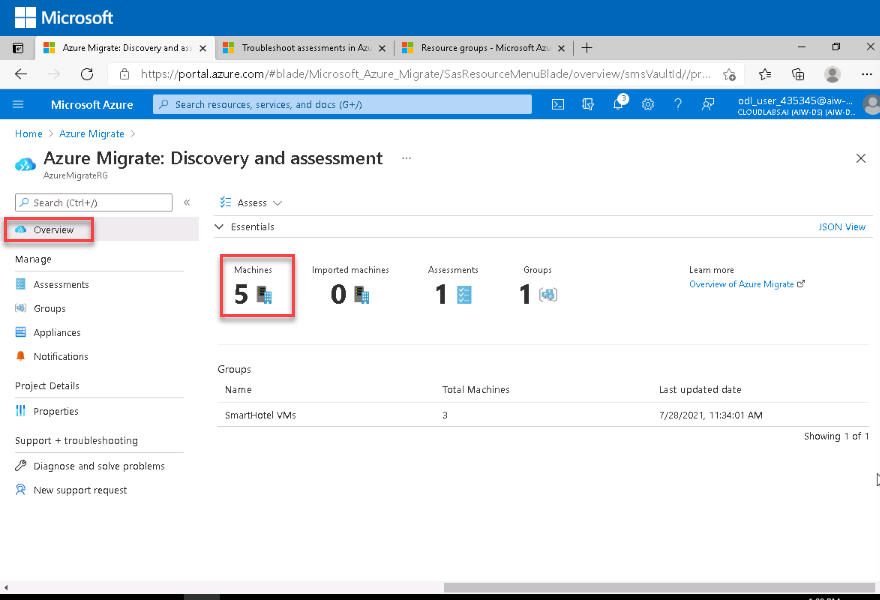 Microsoft
Azure Migrate: Discovery and ass
Troubleshoot assessments in Azu
Resource groups - Microsoft Azu
https://portal.azure.com/#blade/Microsoft_Azure_Migrate/SasResourceMenuBlade/overview/smsVaultId//pr...
Microsoft Azure
Search resources, services, and docs (G+/)
3
odl_user_435345@aiw-...
CLOUDLABS.AI (AIW-DS) (AIW-D...
Home > Azure Migrate >
Azure Migrate: Discovery and assessment ...
AzureMigrateRG
Search (Ctrl+/)
«
Assess
Overview
Essentials
JSON View
Manage
Assessments
Groups
Appliances
Notifications
Project Details
Properties
Support + troubleshooting
Diagnose and solve problems
New support request
Machines
5
Imported machines
0
Assessments
1
Groups
1
Learn more
Overview of Azure Migrate
Groups
Name Total Machines Last updated date
SmartHotel VMs 3 7/28/2021, 11:34:01 AM
Showing 1 of 1